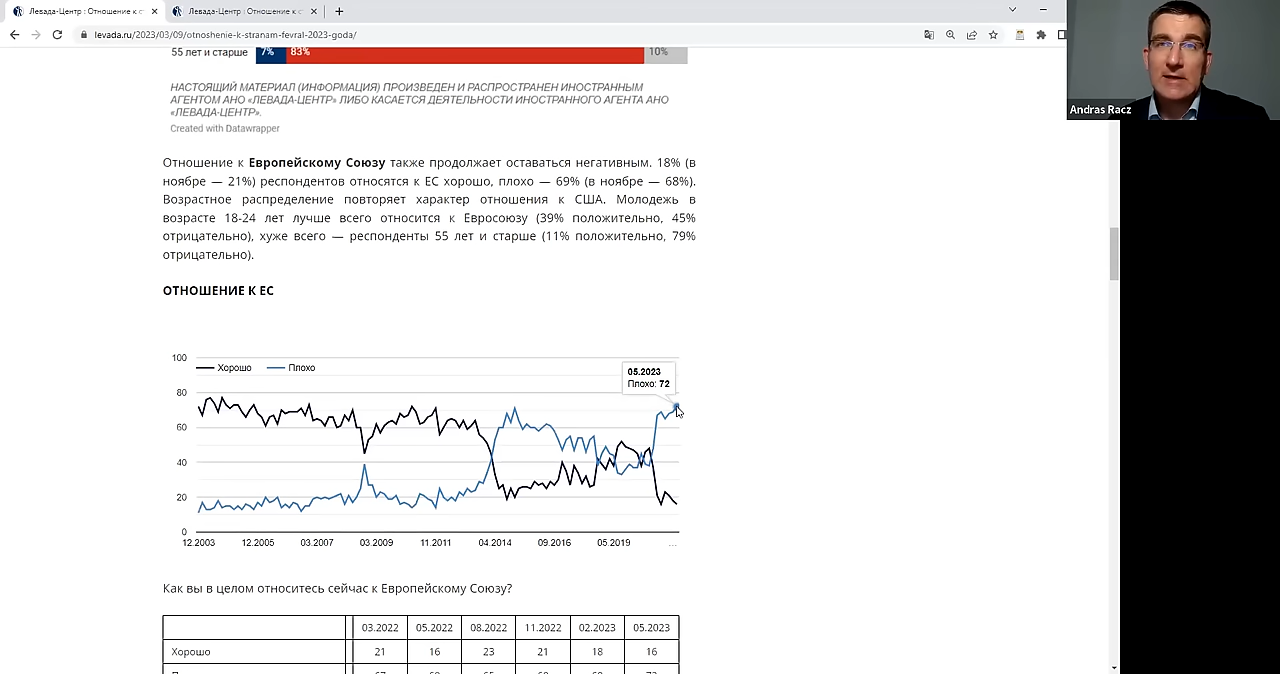 Левада-Центр : Отношение к с
Левада-Центр : Отношение к с
levada.ru/2023/03/09/otnoshenie-k-stranam-fevral-2023-goda/
Andras Racz
55 лет и старше 7% 83% 10%
НАСТОЯЩИЙ МАТЕРИАЛ (ИНФОРМАЦИЯ) ПРОИЗВЕДЕН И РАСПРОСТРАНЕН ИНОСТРАННЫМ
АГЕНТОМ АНО «ЛЕВАДА-ЦЕНТР» ЛИБО КАСАЕТСЯ ДЕЯТЕЛЬНОСТИ ИНОСТРАННОГО АГЕНТА АНО
«ЛЕВАДА-ЦЕНТР».
Created with Datawrapper
Отношение к Европейскому Союзу также продолжает оставаться негативным. 18% (в
ноябре — 21%) респондентов относятся к ЕС хорошо, плохо — 69% (в ноябре — 68%).
Возрастное распределение повторяет характер отношения к США. Молодежь в
возрасте 18-24 лет лучше всего относится к Евросоюзу (39% положительно, 45%
отрицательно), хуже всего — респонденты 55 лет и старше (11% положительно, 79%
отрицательно).
ОТНОШЕНИЕ К ЕС
100
Хорошо Плохо
05.2023
Плохо: 72
80
60
40
20
0
12.2003 12.2005 03.2007 03.2009 11.2011 04.2014 09.2016 05.2019 ...
Как вы в целом относитесь сейчас к Европейскому Союзу?
03.2022 05.2022 08.2022 11.2022 02.2023 05.2023
Хорошо 21 16 23 21 18 16